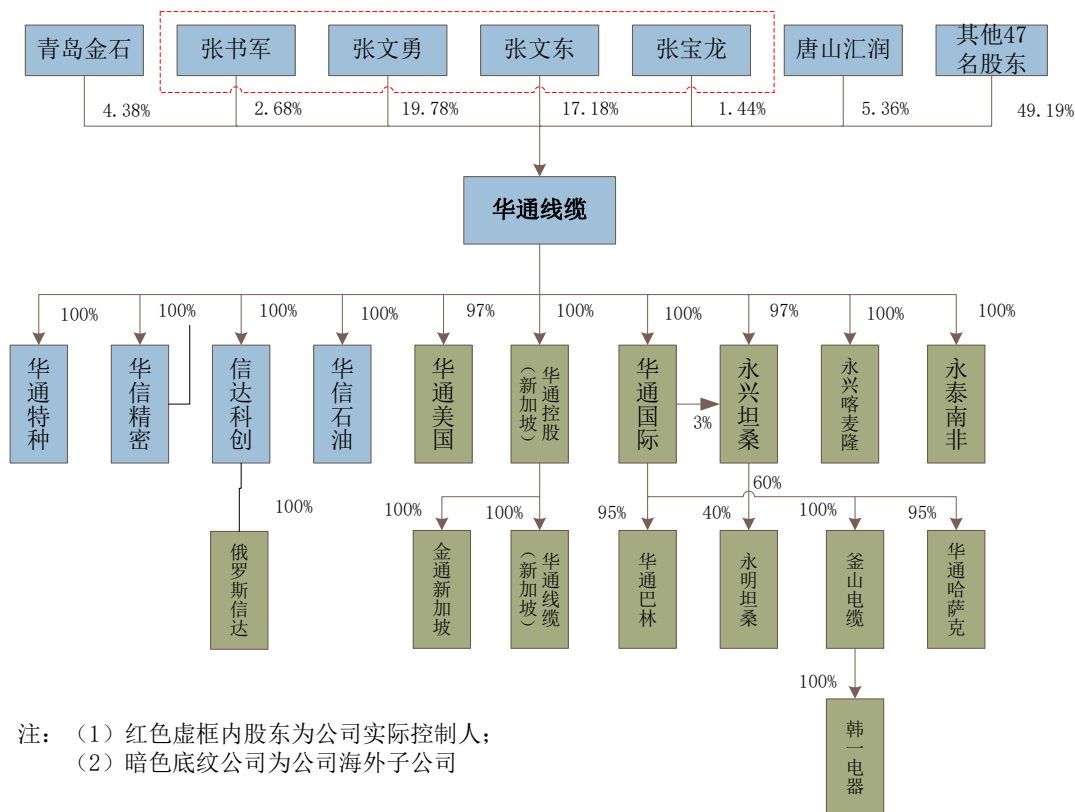 青岛金石
张书军
张文勇
张文东
张宝龙
唐山汇润
其他47
名股东
4.38%
2.68%
19.78%
17.18%
1.44%
5.36%
49.19%
华通线缆
100%
100%
100%
100%
97%
100%
100%
97%
100%
100%
华通特种
华信精密
信达科创
华信石油
华通美国
华通控股
（新加坡）
华通国际
永兴坦桑
永兴喀麦隆
永泰南非
3%
60%
100%
100%
100%
95%
40%
100%
95%
俄罗斯信达
金通新加坡
华通线缆
（新加坡）
华通巴林
永明坦桑
釜山电缆
华通哈萨克
100%
韩一电器
注：（1）红色虚框内股东为公司实际控制人；
（2）暗色底纹公司为公司海外子公司